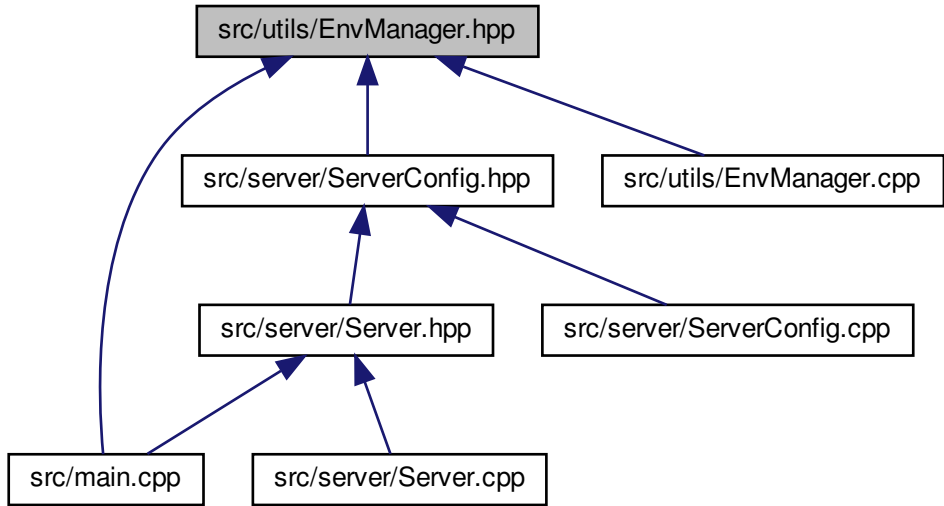 src/utils/EnvManager.hpp
src/server/ServerConfig.hpp
src/utils/EnvManager.cpp
src/server/Server.hpp
src/server/ServerConfig.cpp
src/main.cpp
src/server/Server.cpp